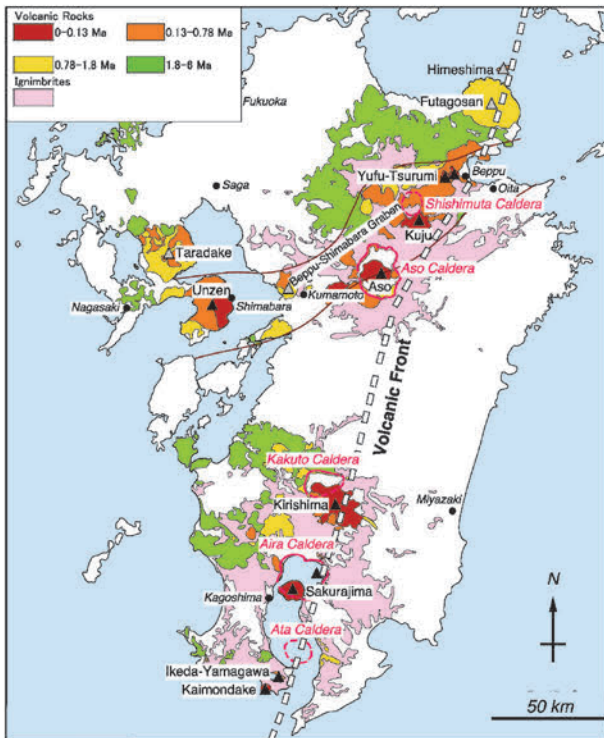 Volcanic Rocks
0-0.13 Ma
0.13-0.78 Ma
0.78-1.8 Ma
1.8-6 Ma
Ignimbrites
Himeshima
Fukuoka
Futagosan
Yufu-Tsurumi
Beppu
Saga
Oita
Shishimuta Caldera
Beppu-Shimabara Graben
Kuju
Taradake
Aso Caldera
Unzen
Aso
Nagasaki
Shimabara
Kumamoto
Volcanic Front
Kakuto Caldera
Kirishima
Miyazaki
Aira Caldera
Kagoshima
Sakurajima
N
Ata Caldera
Ikeda-Yamagawa
Kaimondake
50 km